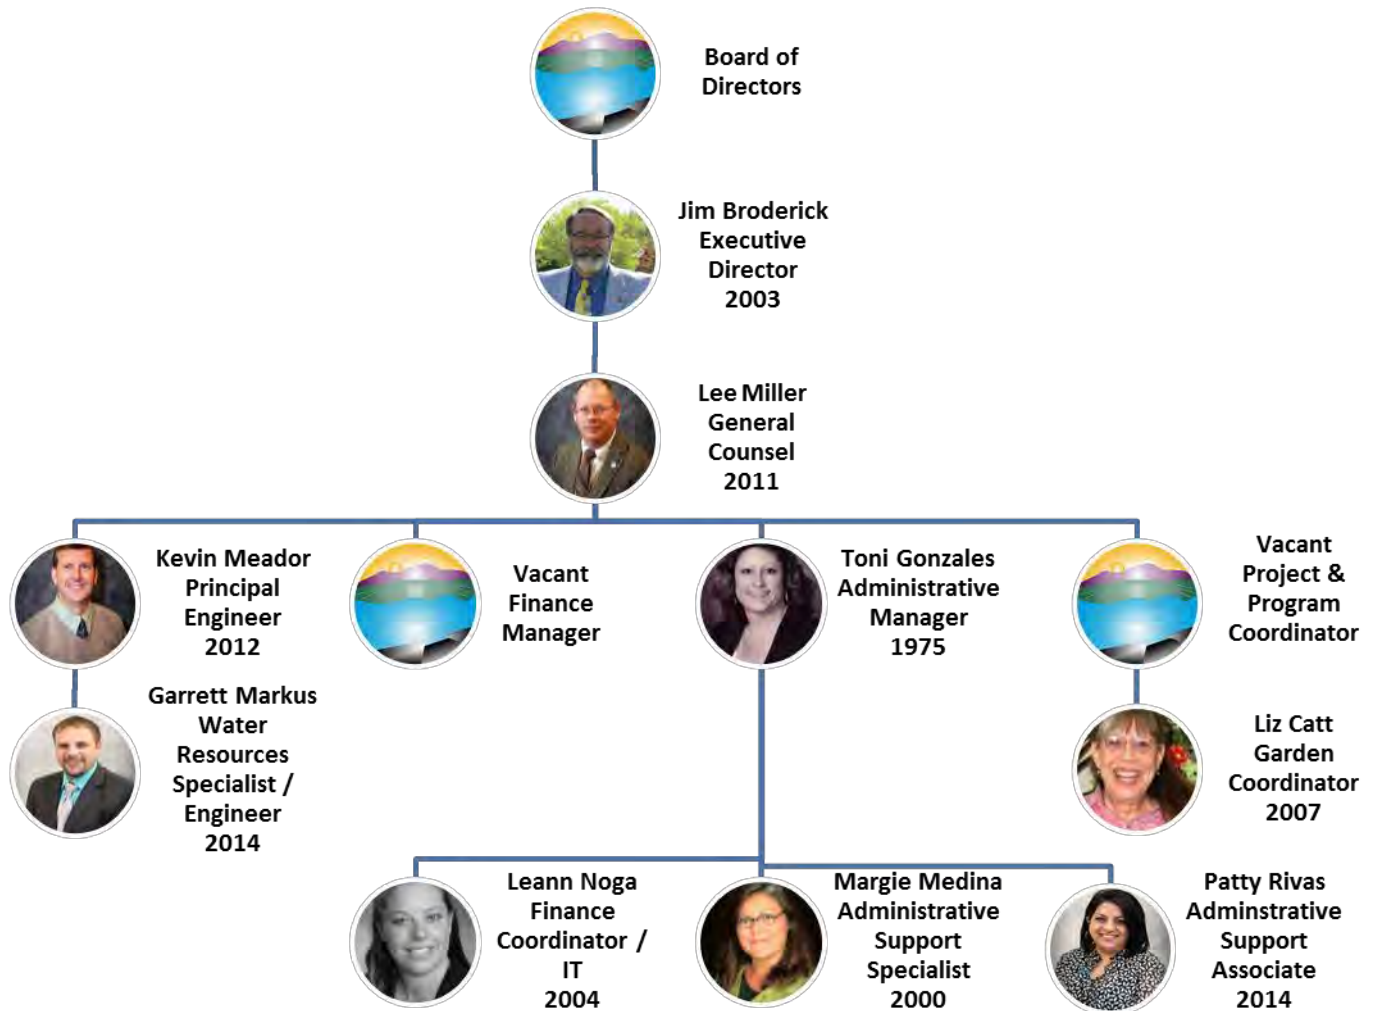 Board of
Directors
Jim Broderick
Executive
Director
2003
Lee Miller
General
Counsel
2011
Kevin Meador
Principal
Engineer
2012
Vacant
Finance
Manager
Toni Gonzales
Administrative
Manager
1975
Vacant
Project &
Program
Coordinator
Garrett Markus
Water
Resources
Specialist /
Engineer
2014
Liz Catt
Garden
Coordinator
2007
Leann Noga
Finance
Coordinator /
IT
2004
Margie Medina
Administrative
Support
Specialist
2000
Patty Rivas
Adminstrative
Support
Associate
2014